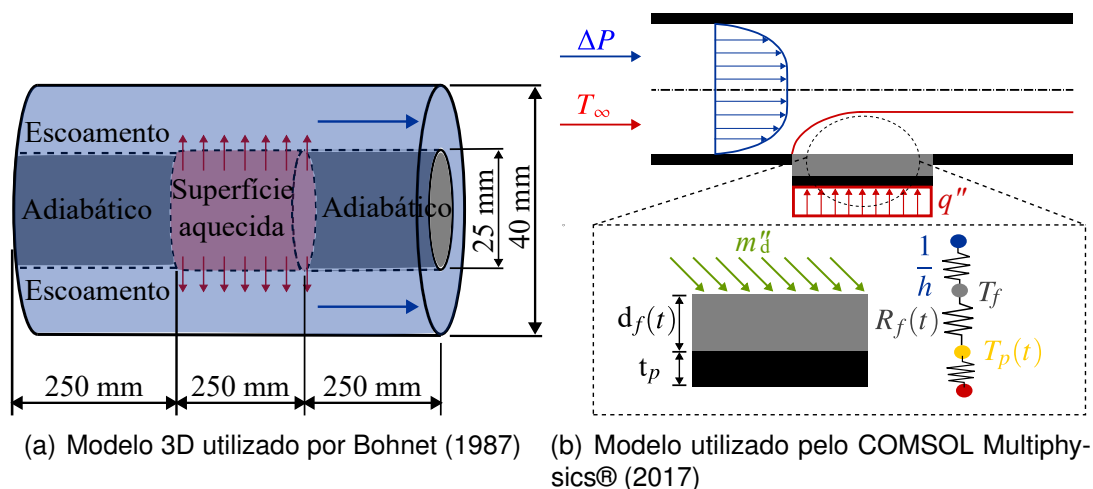 Escoamento
Superfície
aquecida
Adiabático
Adiabático
Escoamento
25 mm
40 mm
250 mm
250 mm
250 mm
(a) Modelo 3D utilizado por Bohnet (1987)
ΔP
T∞
q″
ṁ″d
df(t)
tp
1/h
Tf
Rf(t)
Tp(t)
(b) Modelo utilizado pelo COMSOL Multiphy-
sics® (2017)